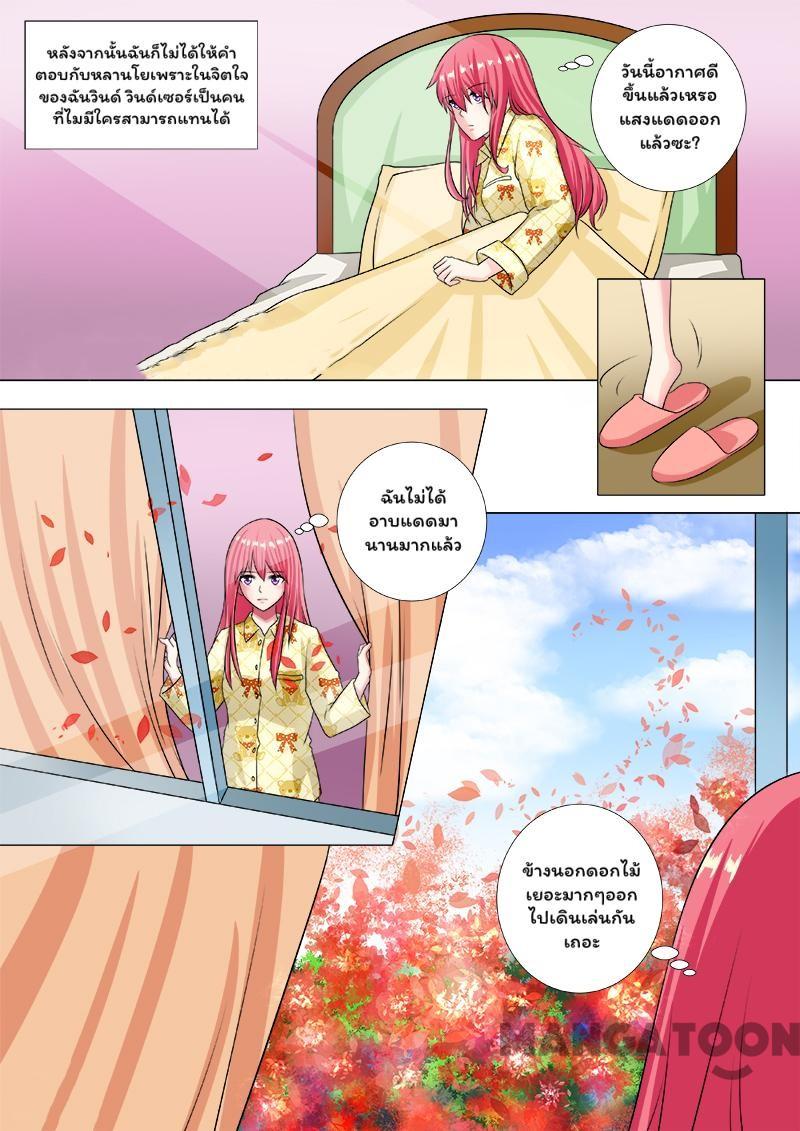 หลังจากนั้นฉันก็ไม่ได้ให้คำ
ตอบกับหลานโยเพราะในจิตใจ
ของฉันวินด์ วินด์เซอร์เป็นคน
ที่ไม่มีใครสามารถแทนได้
วันนี้อากาศดี
ขึ้นแล้วเหรอ
แสงแดดออก
แล้วซะ?
ฉันไม่ได้
อาบแดดมา
นานมากแล้ว
ข้างนอกดอกไม้
เยอะมากๆออก
ไปเดินเล่นกัน
เถอะ
MANGATOON